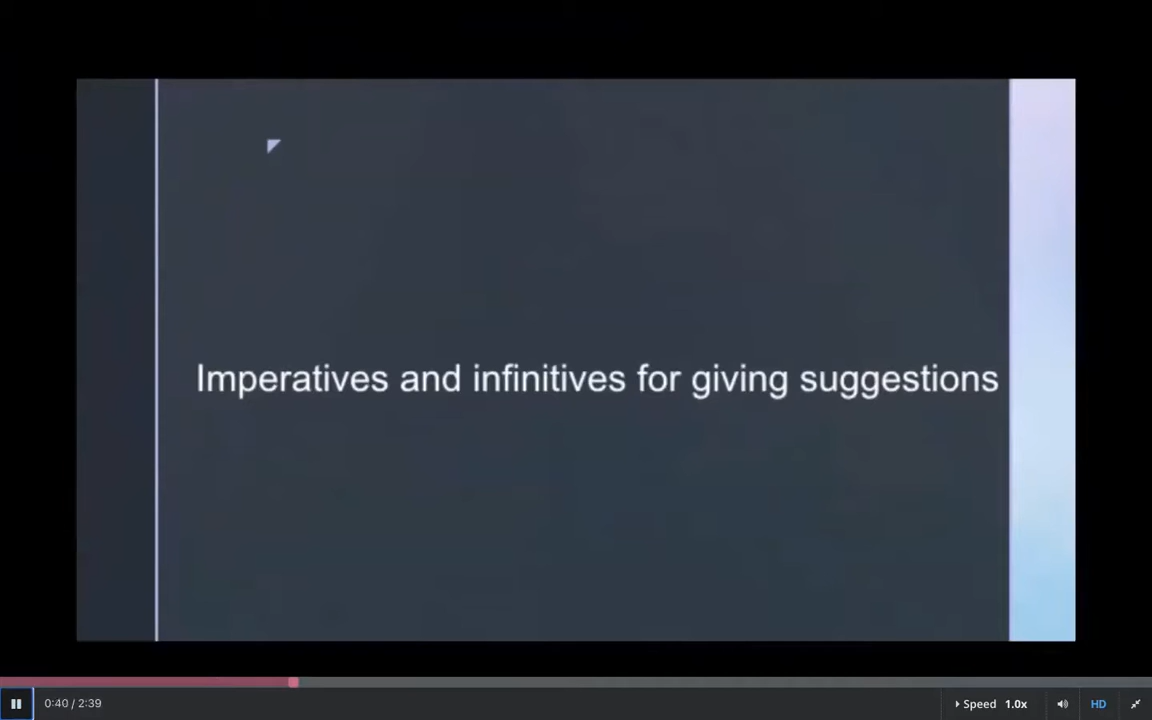 Imperatives and infinitives for giving suggestions
0:40 / 2:39
Speed 1.0x
HD